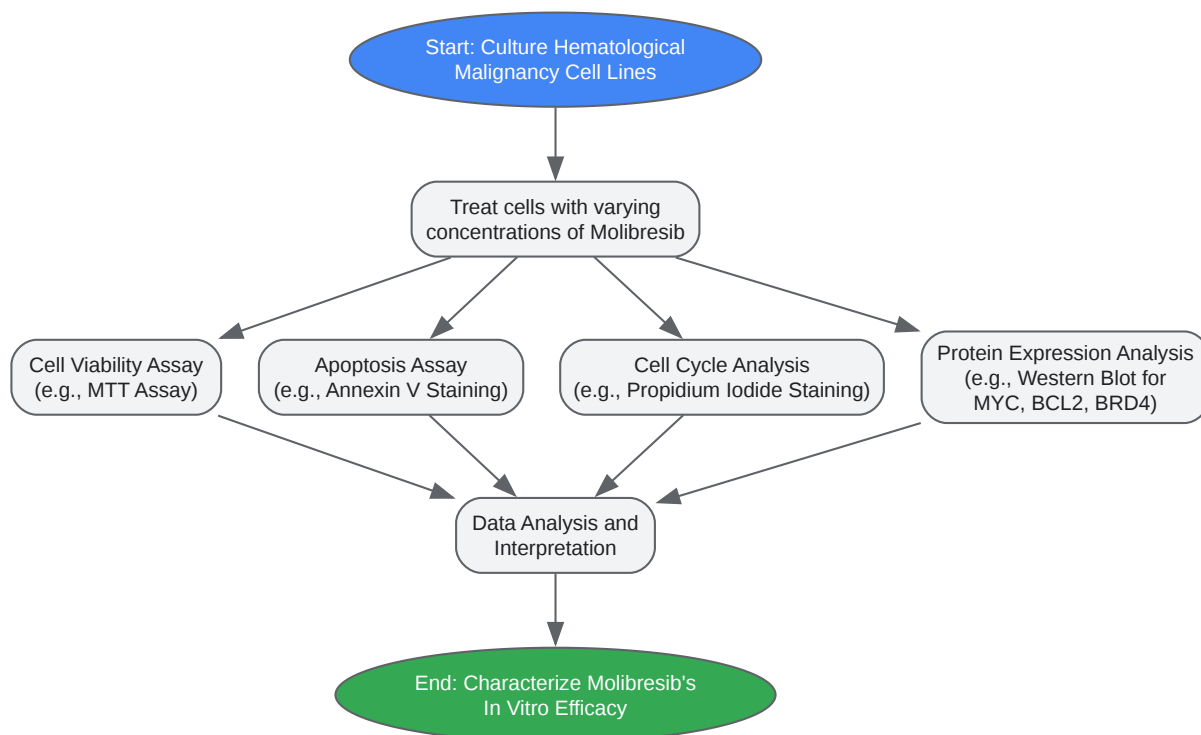 Start: Culture Hematological
Malignancy Cell Lines
Treat cells with varying
concentrations of Molibresib
Cell Viability Assay
(e.g., MTT Assay)
Apoptosis Assay
(e.g., Annexin V Staining)
Cell Cycle Analysis
(e.g., Propidium Iodide Staining)
Protein Expression Analysis
(e.g., Western Blot for
MYC, BCL2, BRD4)
Data Analysis and
Interpretation
End: Characterize Molibresib's
In Vitro Efficacy